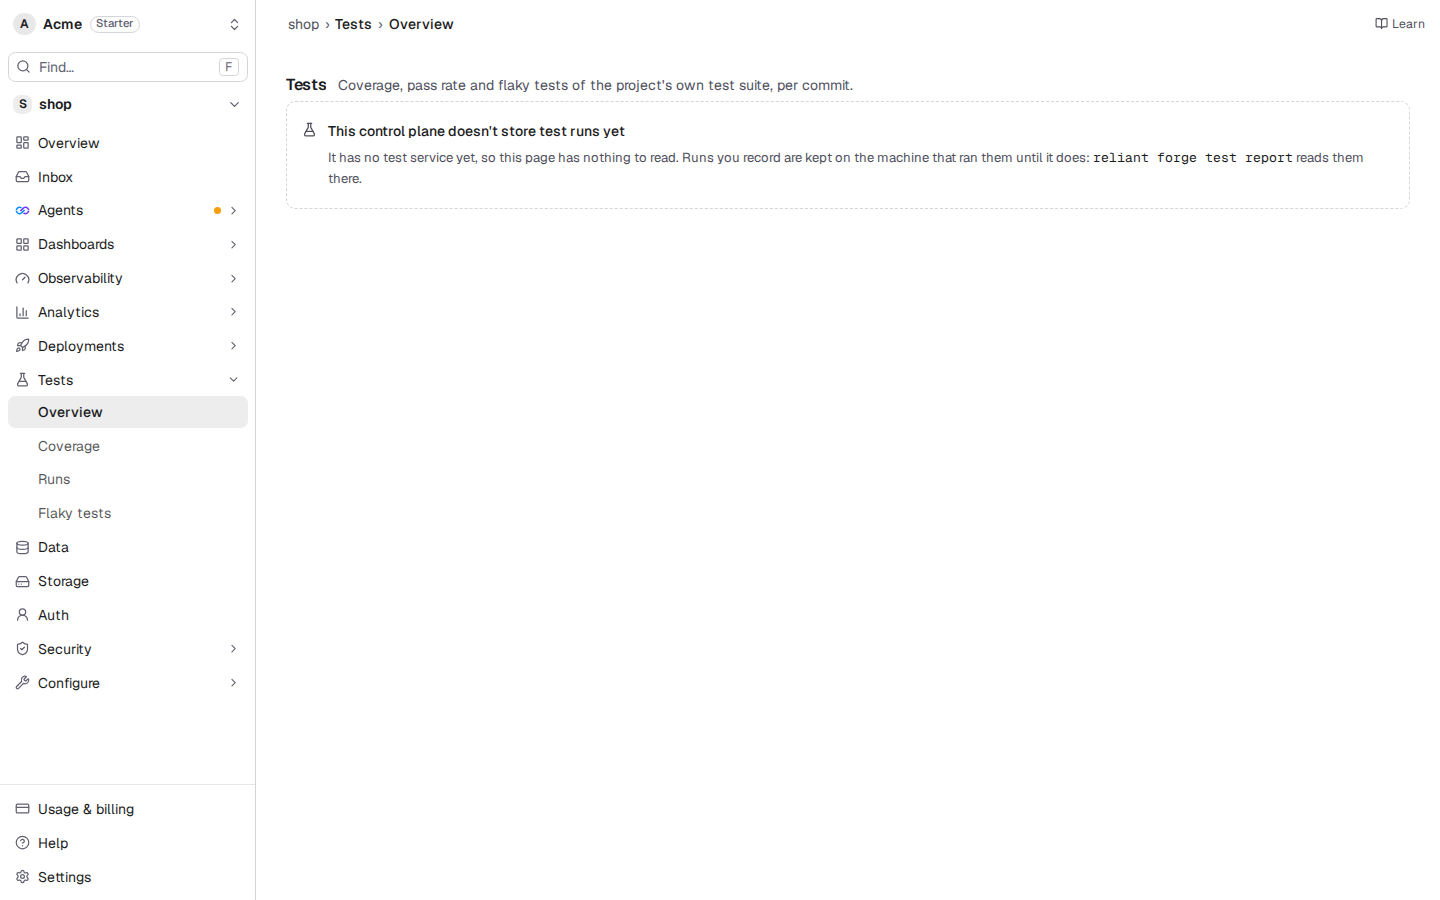 A Acme Starter
Find... F
S shop
Overview
Inbox
Agents
Dashboards
Observability
Analytics
Deployments
Tests
Overview
Coverage
Runs
Flaky tests
Data
Storage
Auth
Security
Configure
Usage & billing
Help
Settings
shop › Tests › Overview
Learn
Tests Coverage, pass rate and flaky tests of the project's own test suite, per commit.
This control plane doesn't store test runs yet
It has no test service yet, so this page has nothing to read. Runs you record are kept on the machine that ran them until it does: reliant forge test report reads them
there.